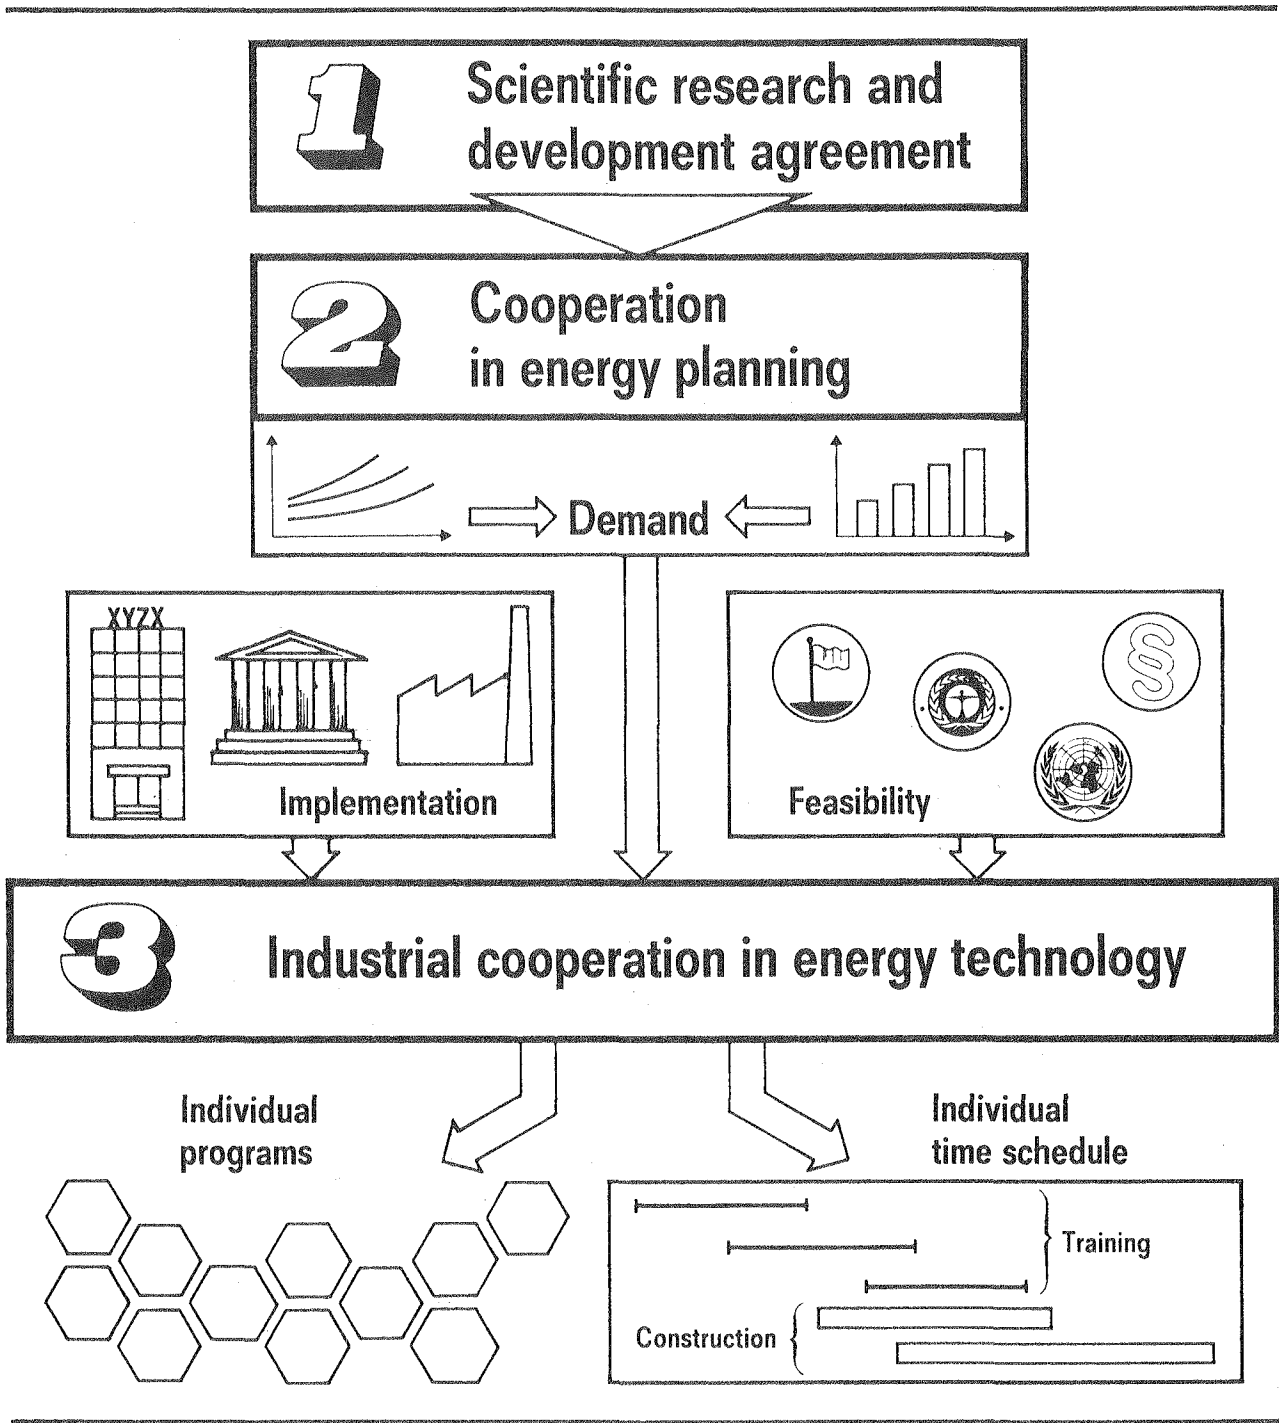 1
Scientific research and
development agreement
2
Cooperation
in energy planning
Demand
XYZX
Implementation
Feasibility
§
3
Industrial cooperation in energy technology
Individual
programs
Individual
time schedule
Training
Construction